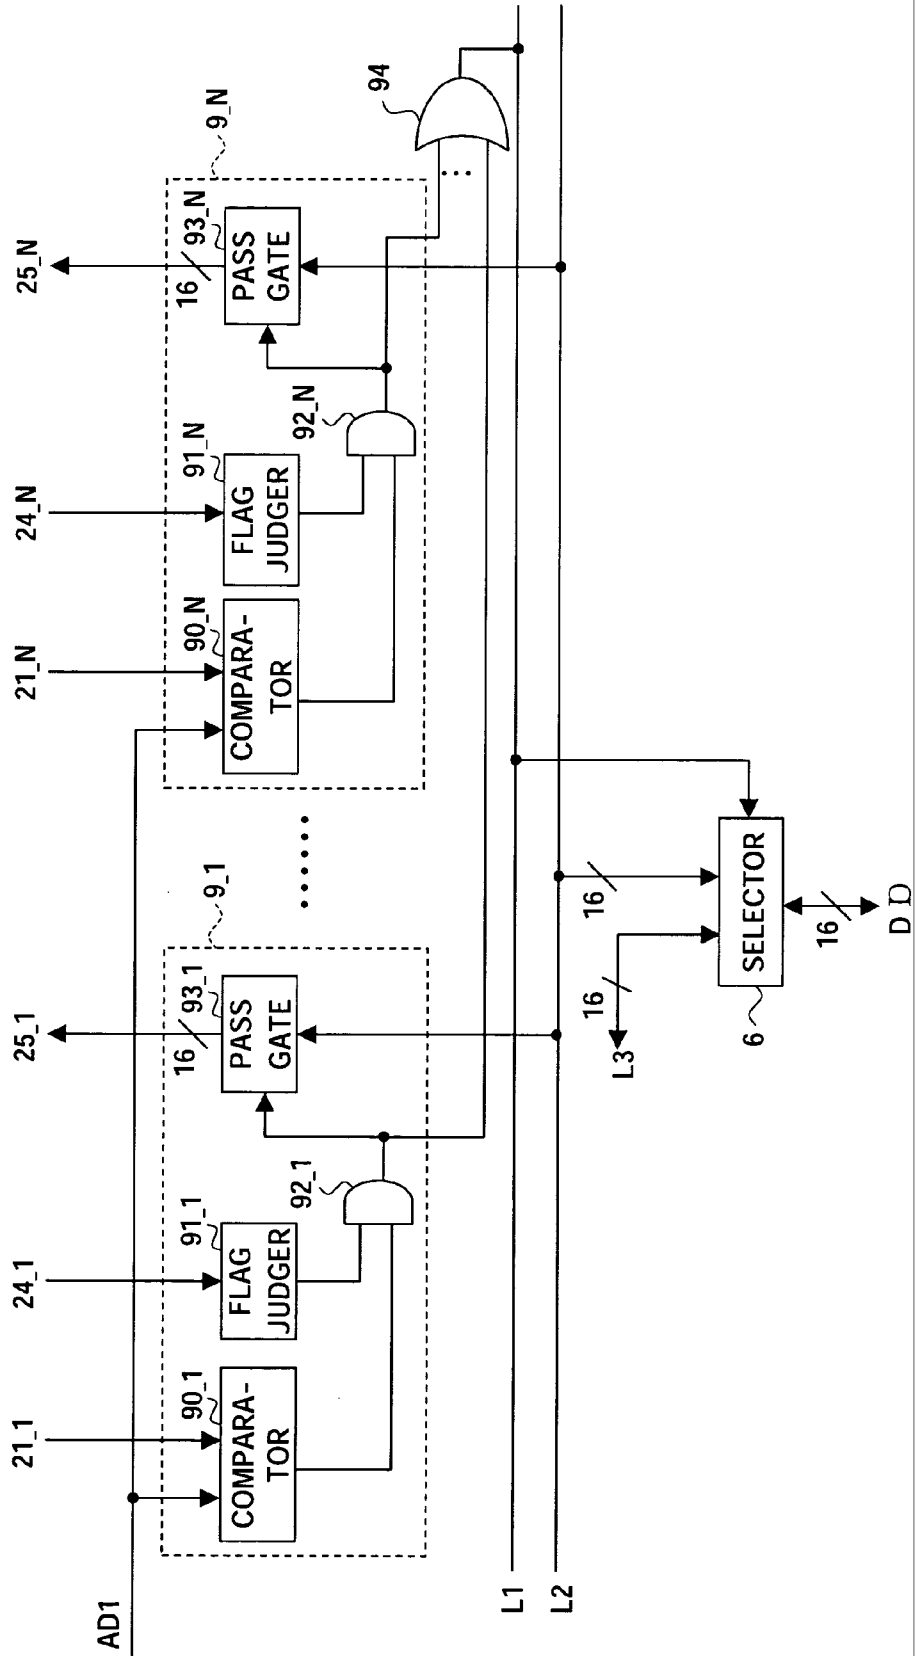 25_N
24_N
21_N
25_1
24_1
21_1
AD1
9_N
93_N
16
PASS
GATE
91_N
FLAG
JUDGER
92_N
90_N
COMPARA-
TOR
94
...
......
9_1
93_1
16
PASS
GATE
91_1
FLAG
JUDGER
92_1
90_1
COMPARA-
TOR
L1
L2
16
16
L3
SELECTOR
6
16
D D